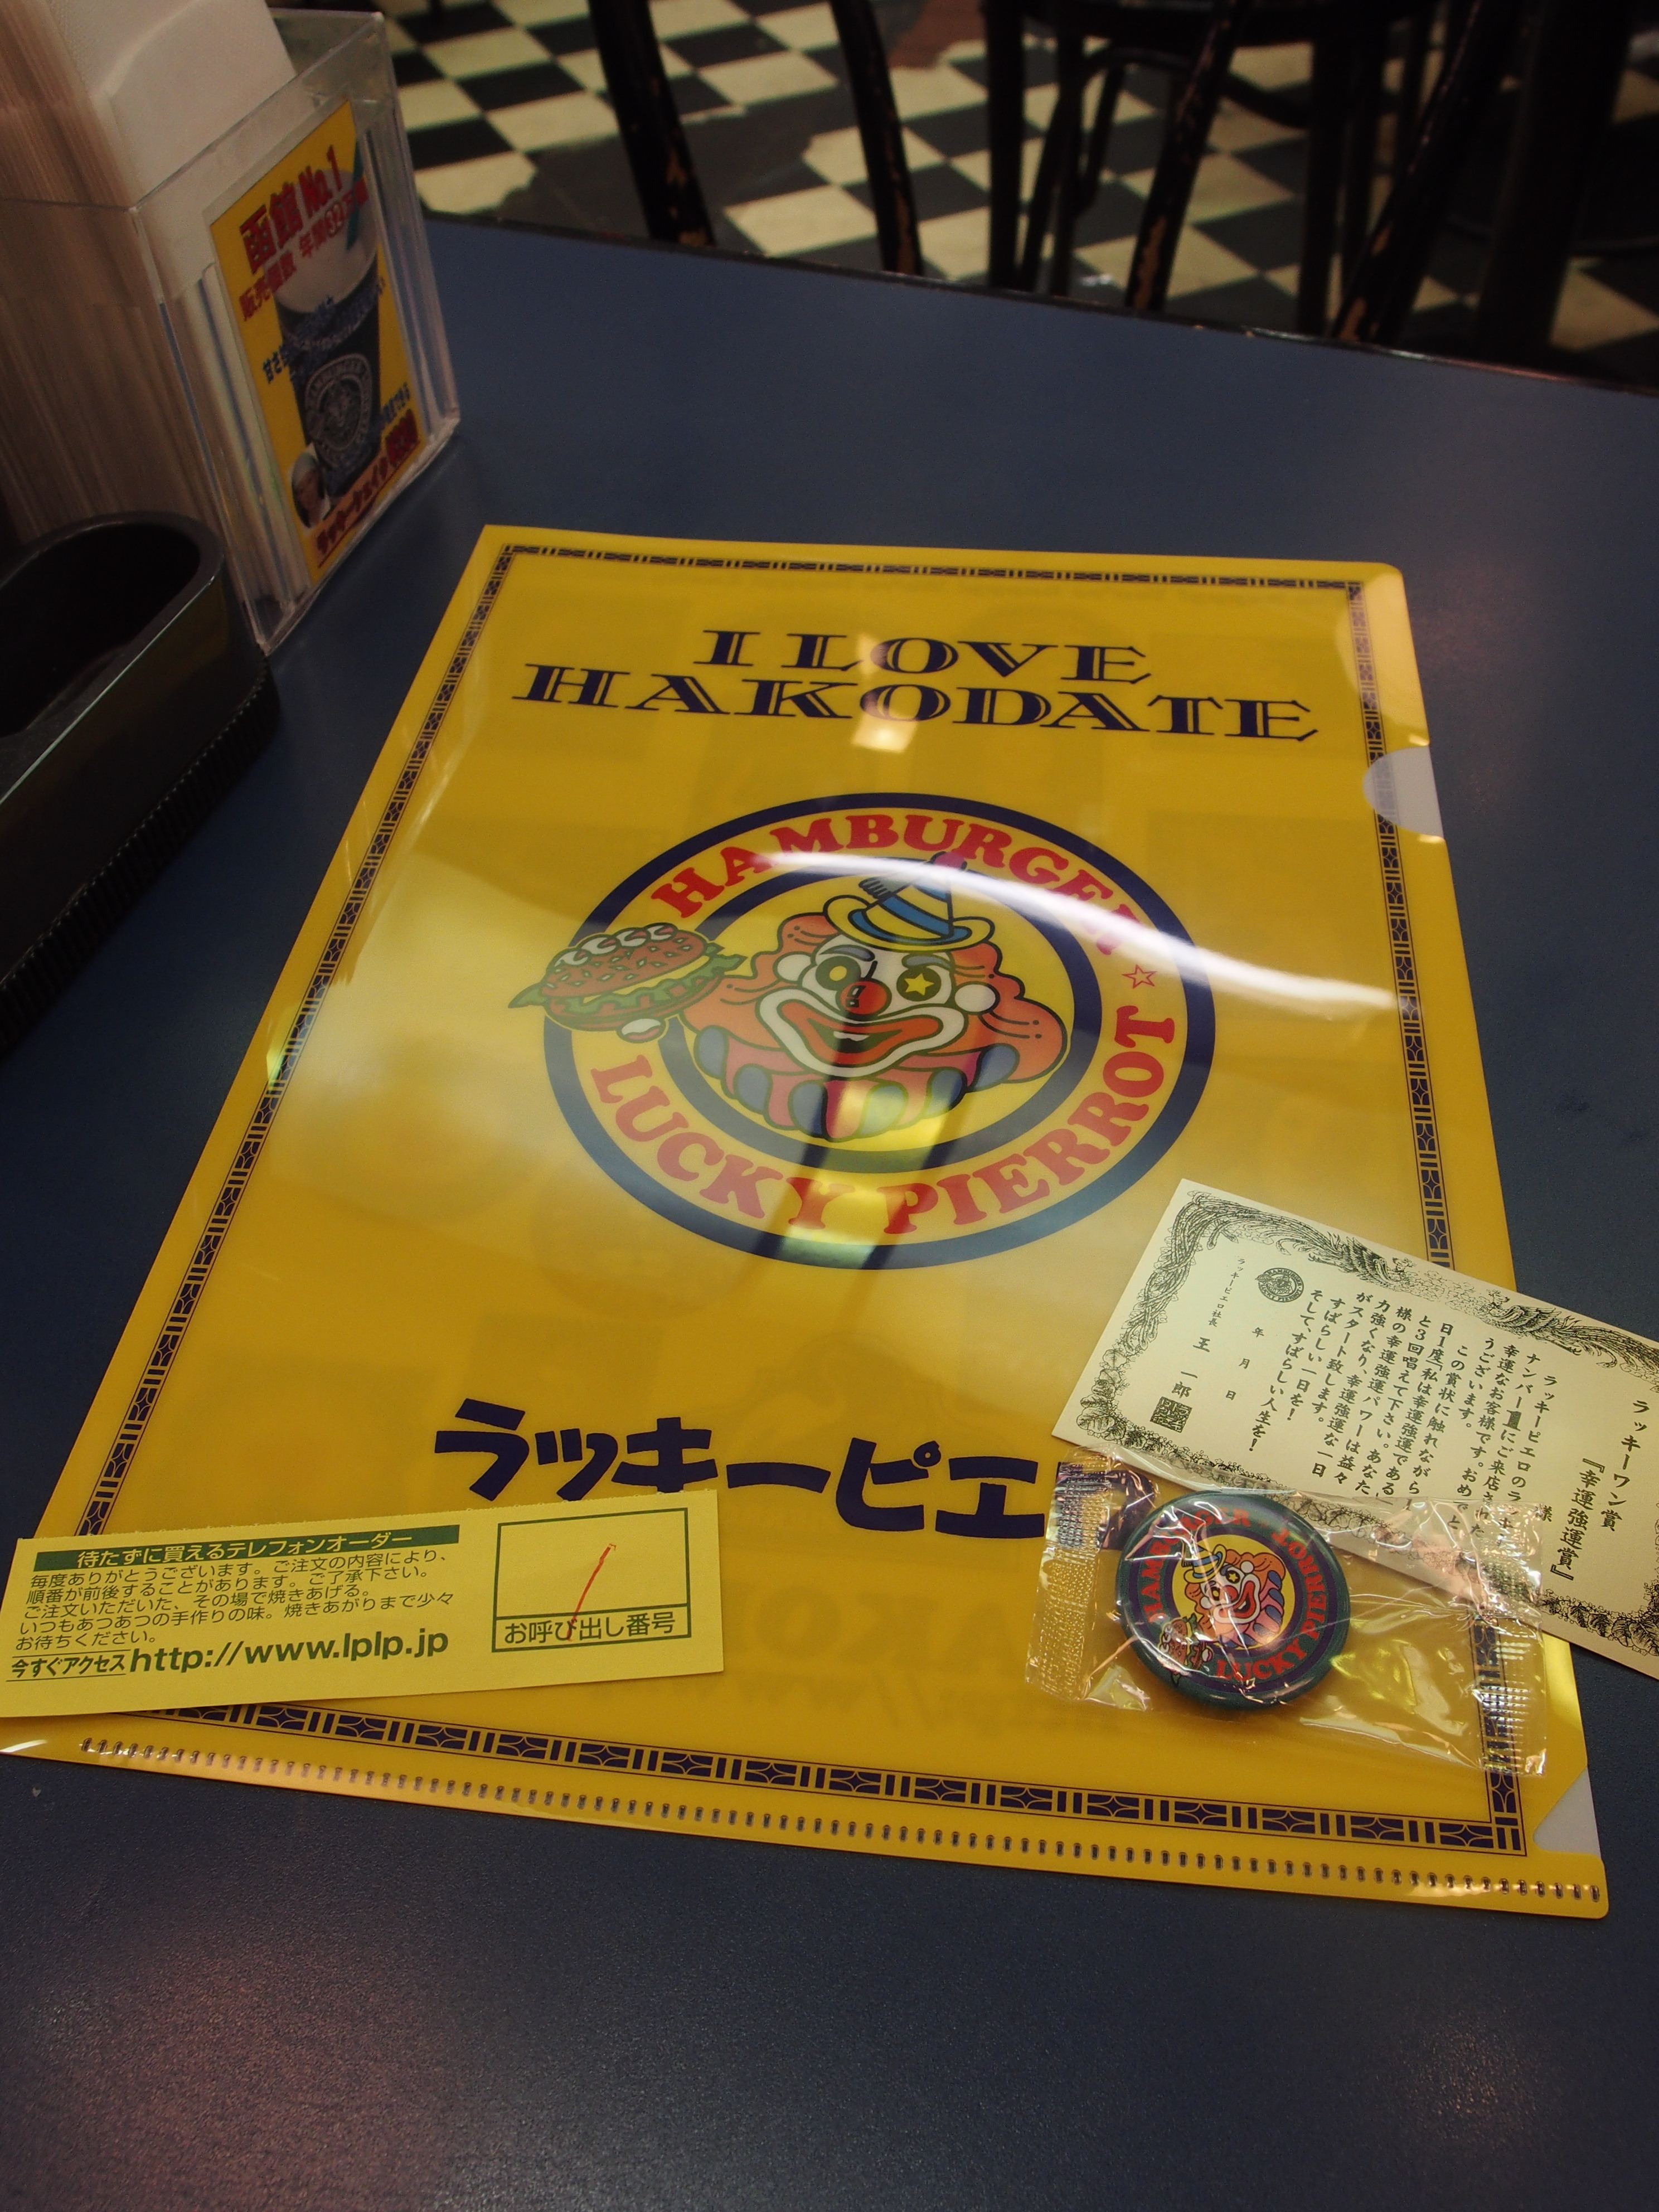 函館 No.1
I LOVE
HAKODATE
HAMBURGER
LUCKY PIERROT
ラッキーピエ
ラッキーワン賞
『幸運強運賞』
様
ラッキーピエロのラ
ナンバー1にご来店
幸運なお客様です。おめでと
うございます。
この賞状に触れながら
日1度「私は幸運強運である
と3回唱えて下さい。あなた
様の幸運強運パワーは益々
力強くなり、幸運強運な一日
がスタート致します。
すばらしい一日を!
そして、すばらしい人生を!
年 月 日
ラッキーピエロ社長 王 一郎
HAMBURGER
LUCKY PIERROT
待たずに買えるテレフォンオーダー
毎度ありがとうございます。ご注文の内容により、
順番が前後することがあります。ご了承下さい。
ご注文いただいた、その場で焼きあげる。
いつもあつあつの手作りの味。焼きあがりまで少々
お待ちください。
今すぐアクセス http://www.lplp.jp
1
お呼び出し番号